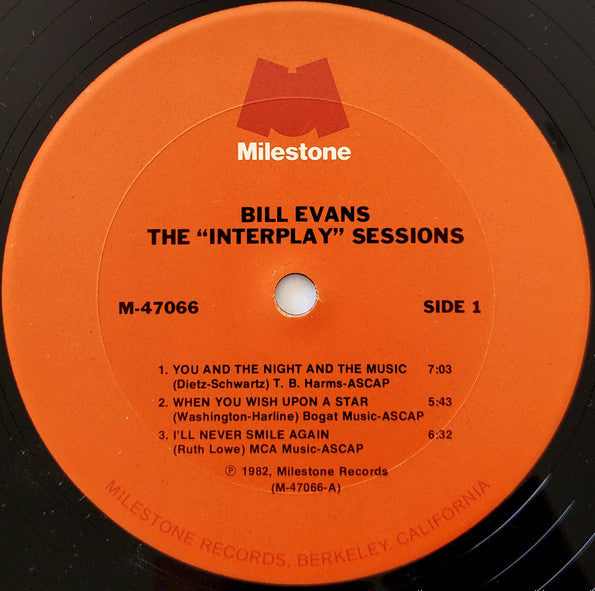 Milestone
BILL EVANS
THE “INTERPLAY” SESSIONS
M-47066 SIDE 1
1. YOU AND THE NIGHT AND THE MUSIC 7:03
(Dietz-Schwartz) T. B. Harms-ASCAP
2. WHEN YOU WISH UPON A STAR 5:43
(Washington-Harline) Bogat Music-ASCAP
3. I'LL NEVER SMILE AGAIN 6:32
(Ruth Lowe) MCA Music-ASCAP
℗ 1982, Milestone Records
(M-47066-A)
MILESTONE RECORDS, BERKELEY, CALIFORNIA